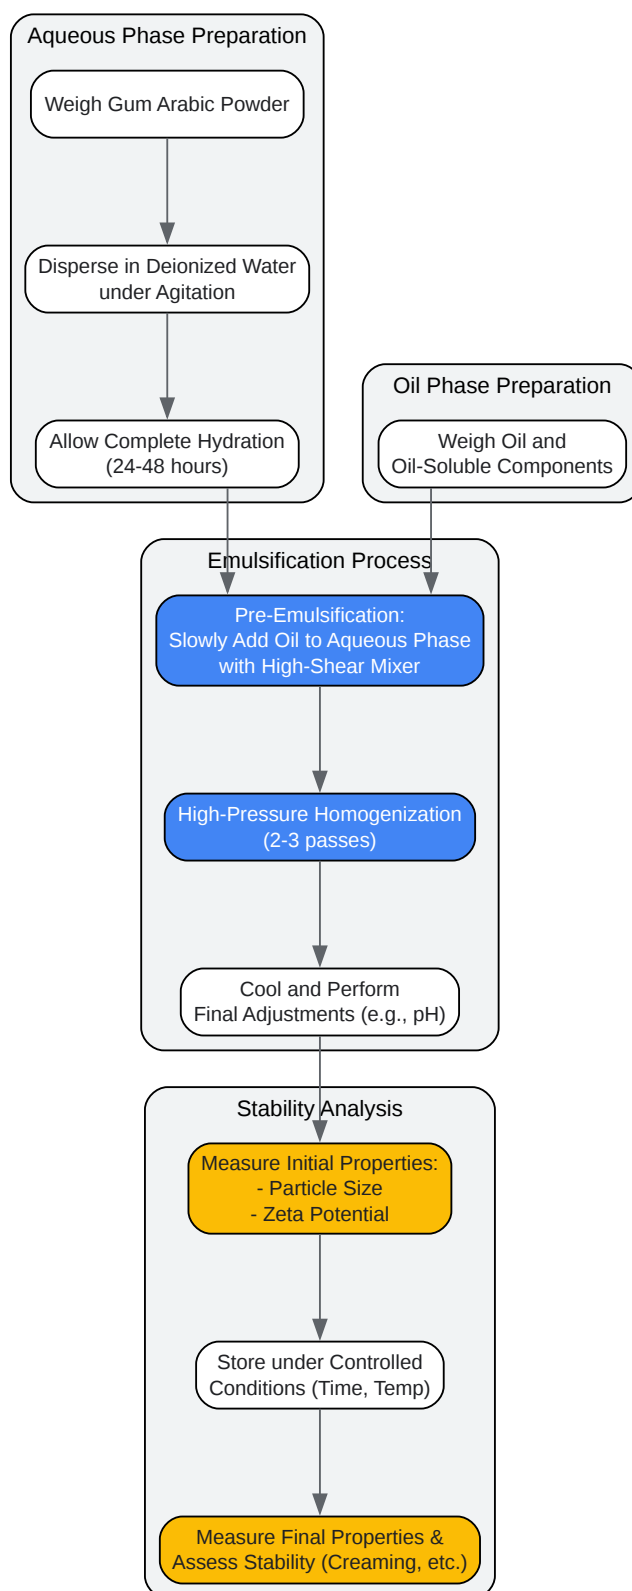 Aqueous Phase Preparation
Weigh Gum Arabic Powder
Disperse in Deionized Water
under Agitation
Allow Complete Hydration
(24-48 hours)
Oil Phase Preparation
Weigh Oil and
Oil-Soluble Components
Emulsification Process
Pre-Emulsification:
Slowly Add Oil to Aqueous Phase
with High-Shear Mixer
High-Pressure Homogenization
(2-3 passes)
Cool and Perform
Final Adjustments (e.g., pH)
Stability Analysis
Measure Initial Properties:
- Particle Size
- Zeta Potential
Store under Controlled
Conditions (Time, Temp)
Measure Final Properties &
Assess Stability (Creaming, etc.)